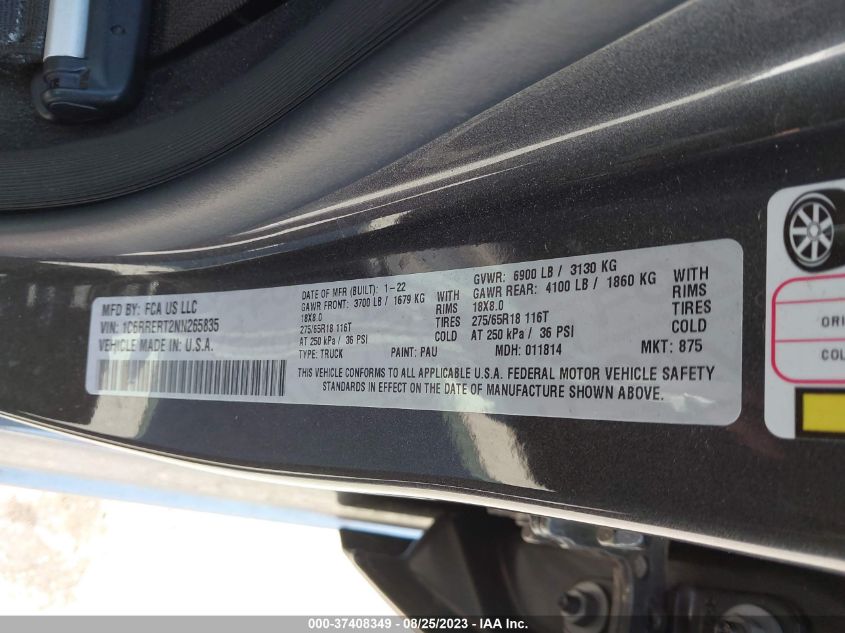 MFD BY: FCA US LLC
VIN: 1C6RRERT2NN265835
VEHICLE MADE IN: U.S.A.
DATE OF MFR (BUILT): 1-22
GAWR FRONT: 3700 LB / 1679 KG WITH
18X8.0 RIMS
275/65R18 116T TIRES
AT 250 kPa / 36 PSI COLD
TYPE: TRUCK PAINT: PAU
GVWR: 6900 LB / 3130 KG
GAWR REAR: 4100 LB / 1860 KG WITH
18X8.0 RIMS
275/65R18 116T TIRES
AT 250 kPa / 36 PSI COLD
MDH: 011814 MKT: 875
THIS VEHICLE CONFORMS TO ALL APPLICABLE U.S.A. FEDERAL MOTOR VEHICLE SAFETY
STANDARDS IN EFFECT ON THE DATE OF MANUFACTURE SHOWN ABOVE.
ORI
COL
000-37408349 - 08/25/2023 - IAA Inc.